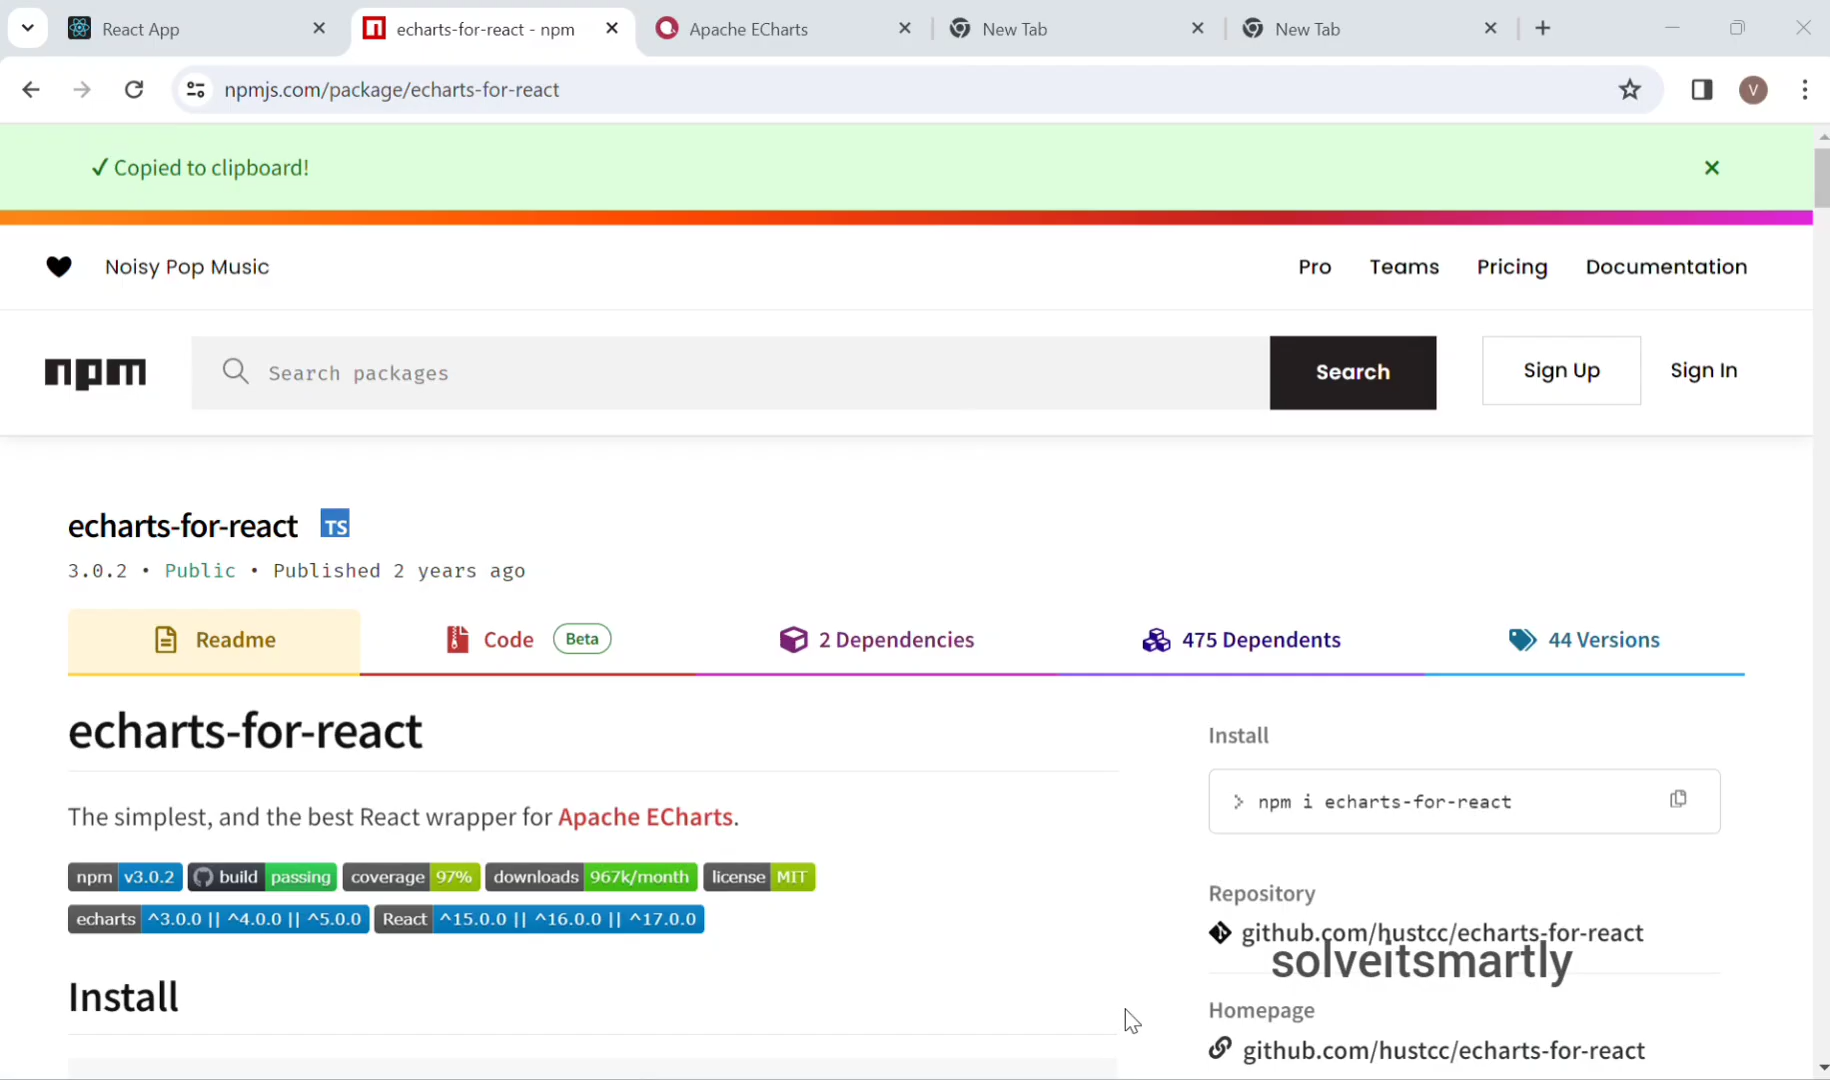 React App
echarts-for-react - npm
Apache ECharts
New Tab
New Tab
npmjs.com/package/echarts-for-react
V
✓ Copied to clipboard!
Noisy Pop Music
Pro
Teams
Pricing
Documentation
npm
Search packages
Search
Sign Up
Sign In
echarts-for-react TS
3.0.2 • Public • Published 2 years ago
Readme
Code Beta
2 Dependencies
475 Dependents
44 Versions
echarts-for-react
The simplest, and the best React wrapper for Apache ECharts.
npm v3.0.2 build passing coverage 97% downloads 967k/month license MIT
echarts ^3.0.0 || ^4.0.0 || ^5.0.0 React ^15.0.0 || ^16.0.0 || ^17.0.0
Install
Install
> npm i echarts-for-react
Repository
github.com/hustcc/echarts-for-react
solveitsmartly
Homepage
github.com/hustcc/echarts-for-react